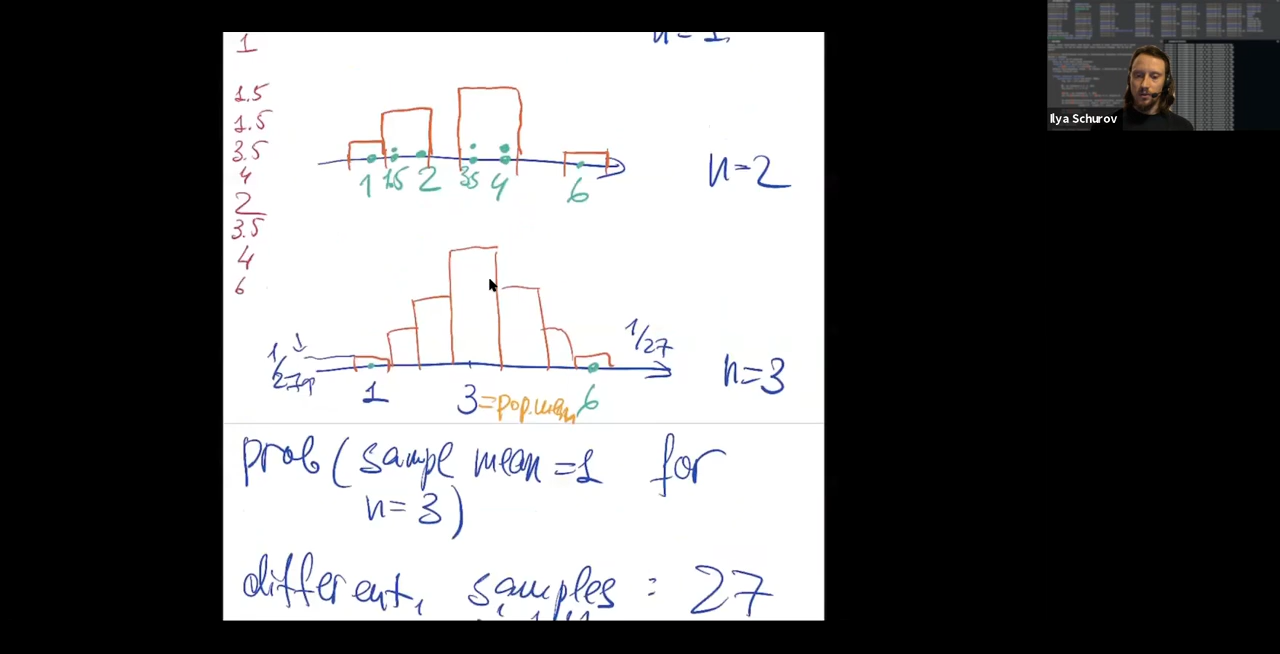 1
n=1
1.5
1.5
3.5
4
2
3.5
4
6
1 1.5 2 3.5 4 6
n=2
1/27
1/27
1 3=pop.mean 6
n=3
prob (sample mean =1 for
n=3)
different samples : 27
Ilya Schurov